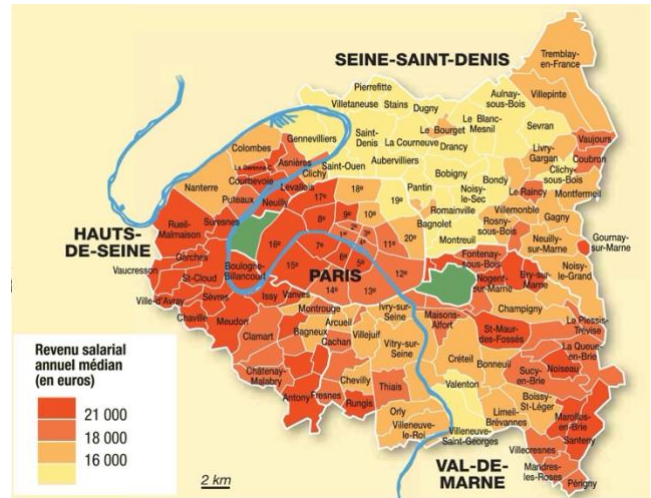 SEINE-SAINT-DENIS
Tremblay-
en-France
Pierrefitte
Villetaneuse
Stains
Dugny
Aulnay-
sous-Bois
Villepinte
Le Blanc-
Mesnil
Le Bourget
Sevran
Gennevilliers
Saint-
Denis
La Courneuve
Drancy
Vaujours
Colombes
Livry-
Gargan
Coubron
Asnières
Saint-Ouen
Aubervilliers
Clichy
Bobigny
Clichy-
sous-Bois
Courbevoie
Levallois
Bondy
Nanterre
Pantin
Noisy-
le-Sec
Le Raincy
Montfermeil
Puteaux
Neuilly
17e
18e
19e
Romainville
Villemonble
Bagnolet
Rosny-
sous-Bois
Gagny
8e
9e
10e
Gournay-
sur-Marne
Suresnes
Rueil-
Malmaison
HAUTS-
DE-SEINE
1er
2e
3e
4e
11e
20e
Montreuil
Neuilly-
sur-Marne
16e
7e
6e
5e
Fontenay-
sous-Bois
Noisy-
le-Grand
Garches
Vaucresson
St-Cloud
Boulogne-
Billancourt
15e
PARIS
12e
Nogent-
sur-Marne
Bry-sur-
Marne
14e
13e
Ville-d'Avray
Sèvres
Issy
Vanves
Chaville
Meudon
Montrouge
Ivry-sur-
Seine
Maisons-
Alfort
Champigny
Clamart
Bagneux
Arcueil
Cachan
Villejuif
Vitry-sur-
Seine
St-Maur-
des-Fossés
Le Plessis-
Trévise
La Queue-
en-Brie
Châtenay-
Malabry
Créteil
Bonneuil
Noiseau
Chevilly
Thiais
Sucy-
en-Brie
Antony
Fresnes
Rungis
Valenton
Boissy-
St-Léger
Orly
Limeil-
Brévannes
Marolles-
en-Brie
Villeneuve-
le-Roi
Villeneuve-
Saint-Georges
Santeny
Villecresnes
VAL-DE-
MARNE
Mandres-
les-Roses
Périgny
Revenu salarial
annuel médian
(en euros)
21 000
18 000
16 000
2 km